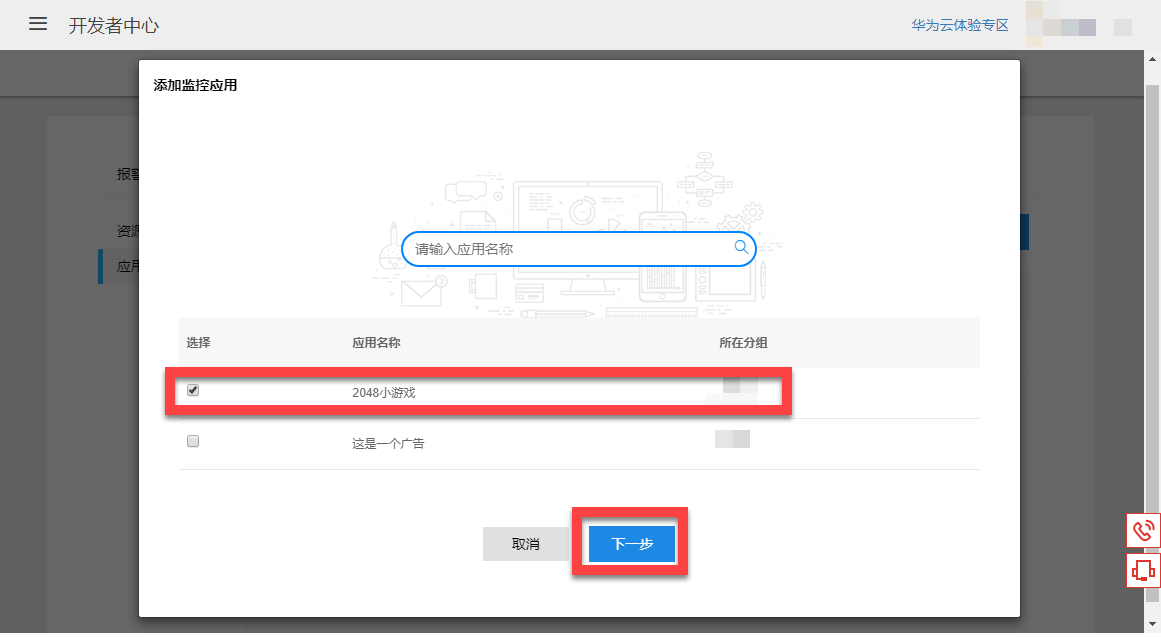 开发者中心
华为云体验专区
添加监控应用
报警
资源
应用
请输入应用名称
选择 应用名称 所在分组
2048小游戏
这是一个广告
取消 下一步